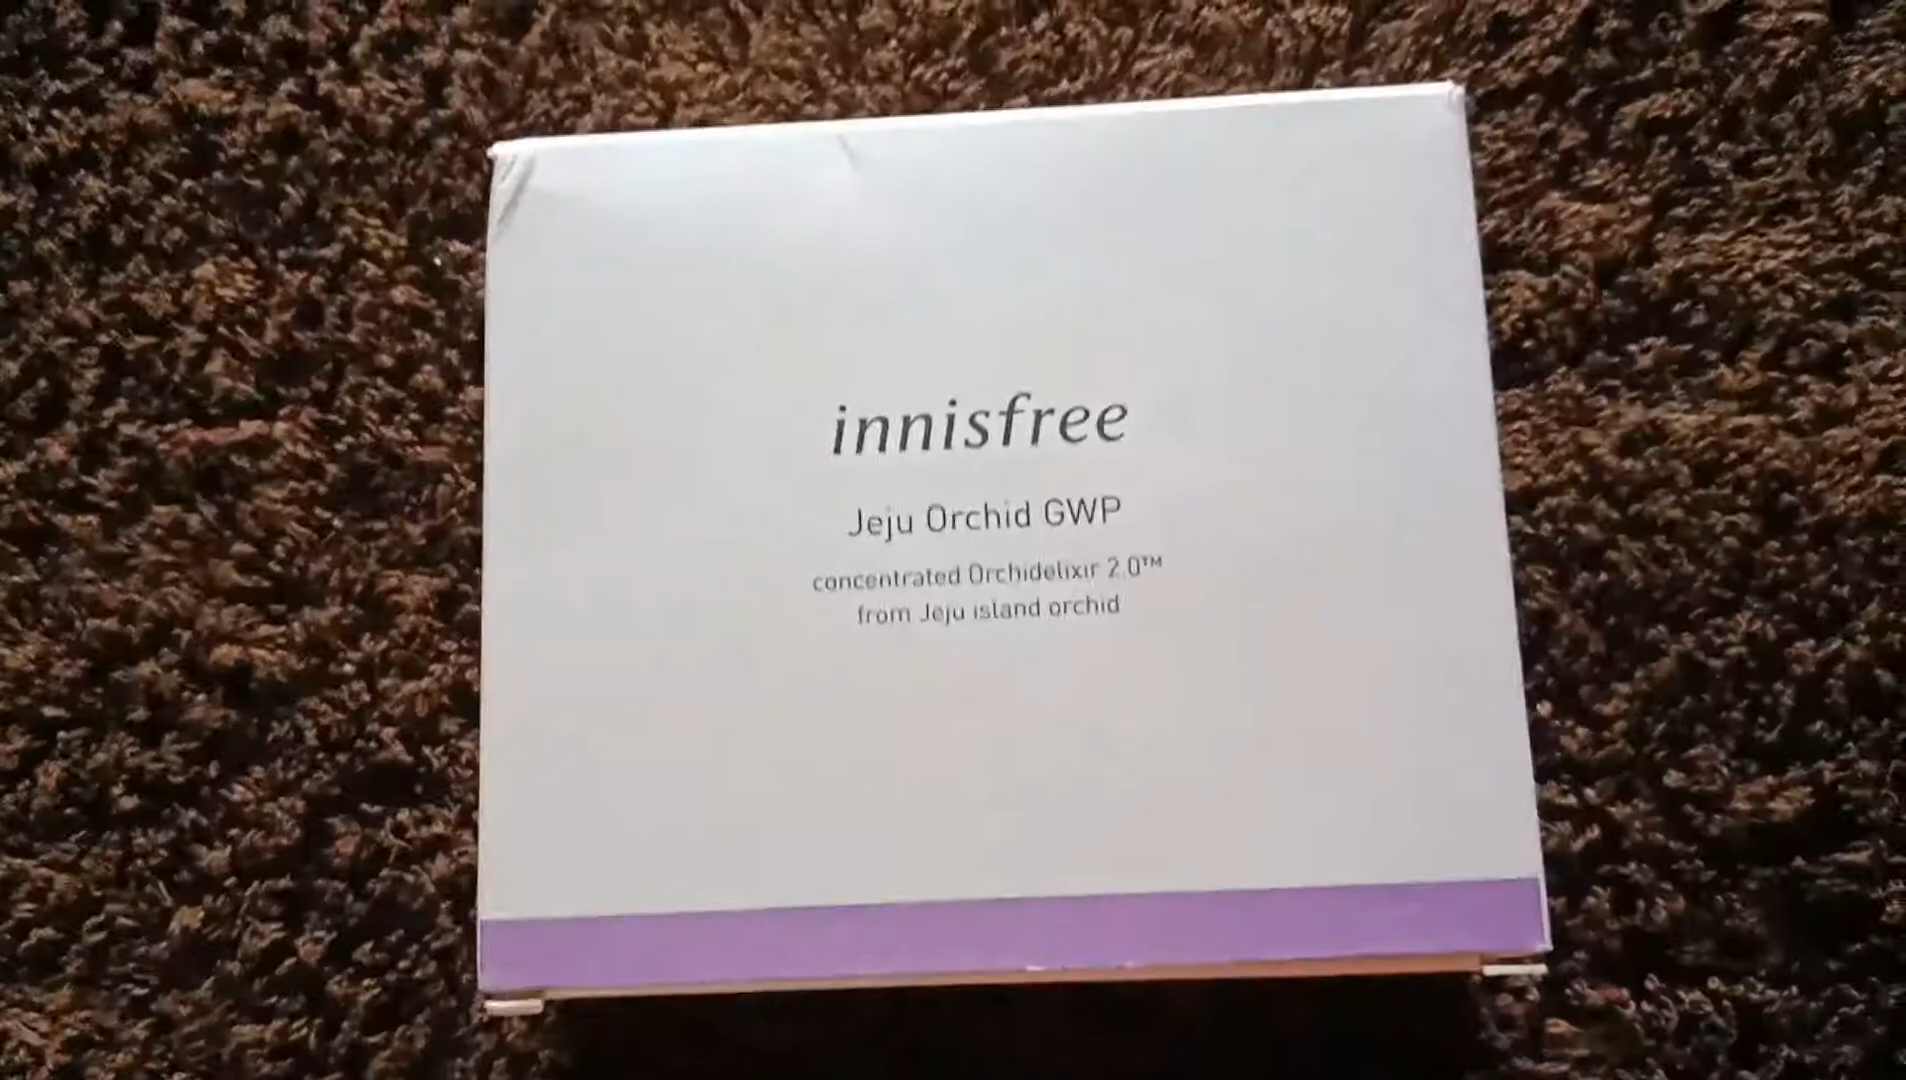 innisfree
Jeju Orchid GWP
concentrated Orchidelixir 2.0™
from Jeju island orchid